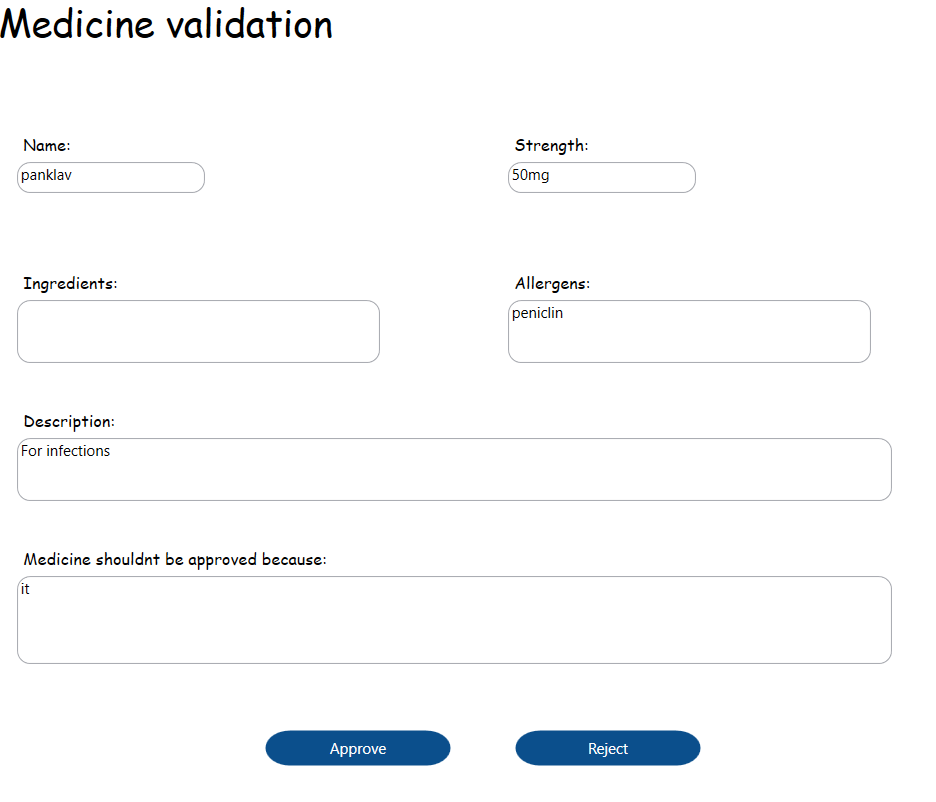 Medicine validation
Name:
Strength:
panklav
50mg
Ingredients:
Allergens:
peniclin
Description:
For infections
Medicine shouldnt be approved because:
it
Approve
Reject